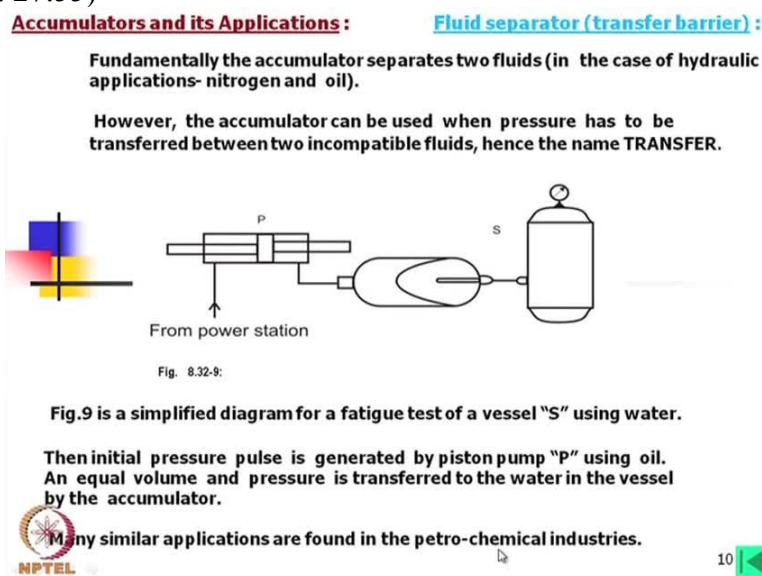 Accumulators and its Applications :
Fluid separator (transfer barrier) :
Fundamentally the accumulator separates two fluids (in the case of hydraulic
applications- nitrogen and oil).
However, the accumulator can be used when pressure has to be
transferred between two incompatible fluids, hence the name TRANSFER.
P
S
From power station
Fig. 8.32-9:
Fig.9 is a simplified diagram for a fatigue test of a vessel "S" using water.
Then initial pressure pulse is generated by piston pump "P" using oil.
An equal volume and pressure is transferred to the water in the vessel
by the accumulator.
Many similar applications are found in the petro-chemical industries.
NPTEL
10